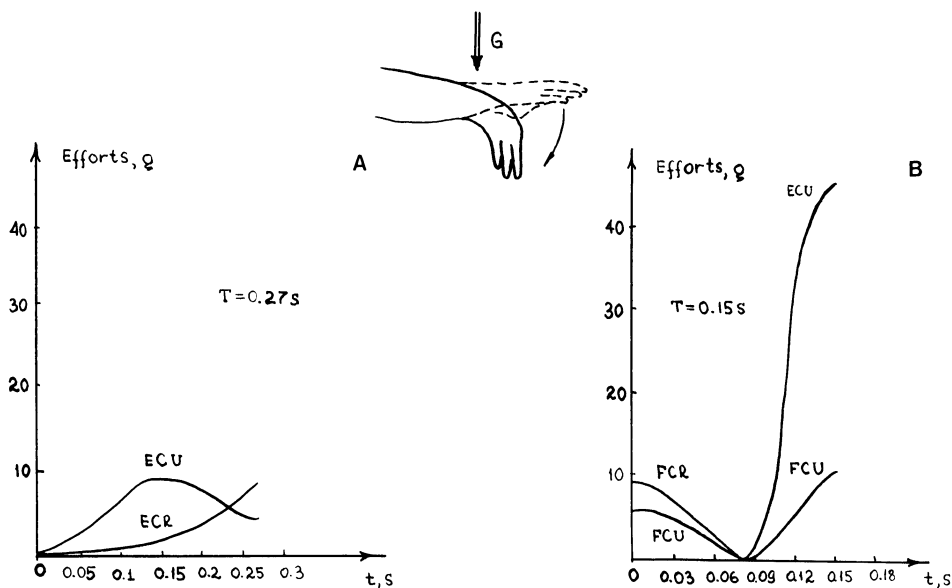 G
Efforts, g
A
40
30
20
10
0
T=0.27s
ECU
ECR
0.05 0.1 0.15 0.2 0.25 0.3
t,s
Efforts, g
B
40
30
20
10
0
ECU
T=0.15s
FCR
FCU
FCU
0.03 0.06 0.09 0.12 0.15 0.18
t,s